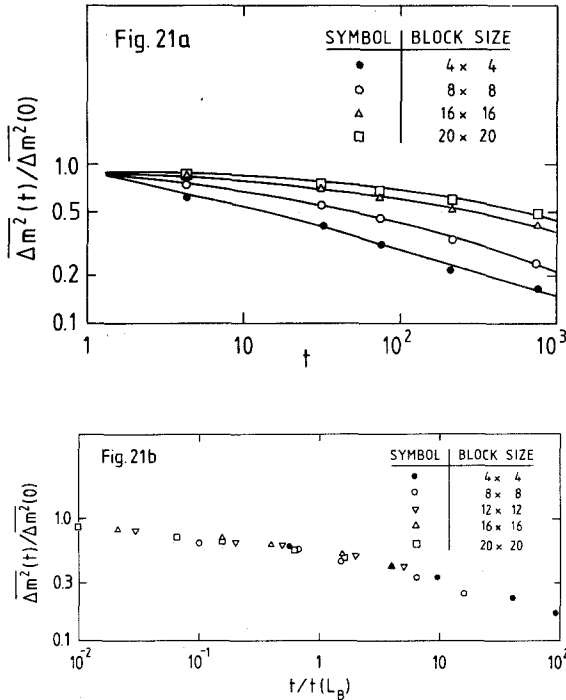 Fig. 21a
SYMBOL BLOCK SIZE
● 4 × 4
○ 8 × 8
△ 16 × 16
□ 20 × 20
Δm²(t)/Δm²(0)
1.0
0.5
0.2
0.1
1 10 10² 10³
t
Fig. 21b
SYMBOL BLOCK SIZE
● 4 × 4
○ 8 × 8
▽ 12 × 12
△ 16 × 16
□ 20 × 20
Δm²(t)/Δm²(0)
1.0
0.3
0.1
10⁻² 10⁻¹ 1 10 10²
t/t(L_B)